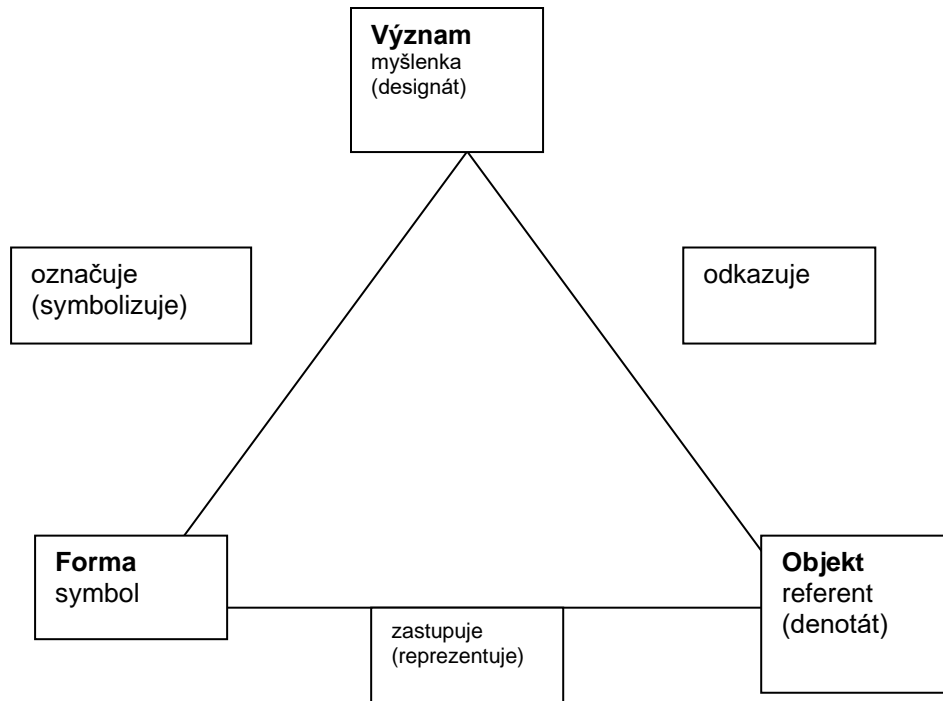 Význam
myšlenka
(designát)
označuje
(symbolizuje)
odkazuje
Forma
symbol
Objekt
referent
(denotát)
zastupuje
(reprezentuje)